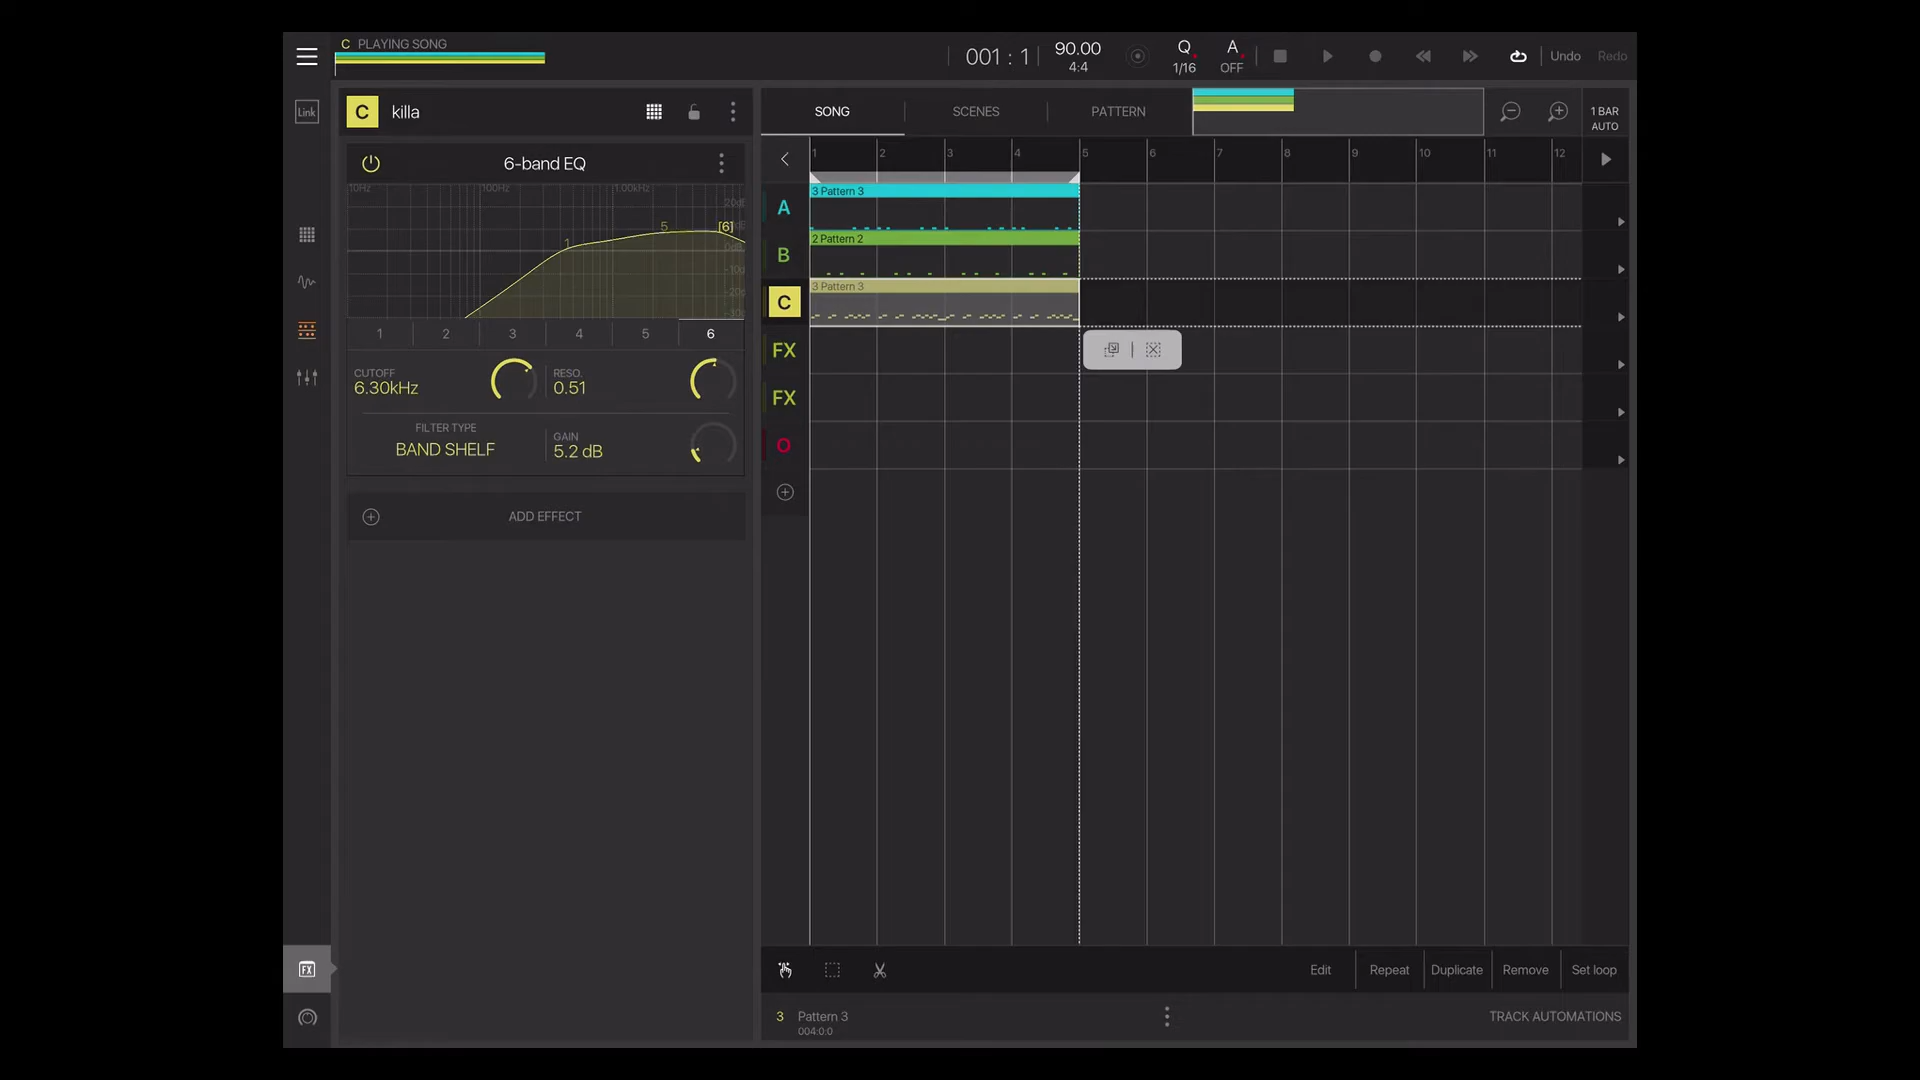 C PLAYING SONG
001 : 1
90.00
4:4
Q
1/16
A
OFF
Undo
Redo
Link
C killa
SONG
SCENES
PATTERN
1 BAR
AUTO
6-band EQ
10Hz 100Hz 1.00kHz
20dB
0dB
1 5 [6]
1 2 3 4 5 6
CUTOFF
6.30kHz
RESO.
0.51
FILTER TYPE
BAND SHELF
GAIN
5.2 dB
ADD EFFECT
1 2 3 4 5 6 7 8 9 10 11 12
A
3 Pattern 3
B
2 Pattern 2
C
3 Pattern 3
FX
FX
O
FX
Edit
Repeat
Duplicate
Remove
Set loop
3 Pattern 3
004:0:0
TRACK AUTOMATIONS